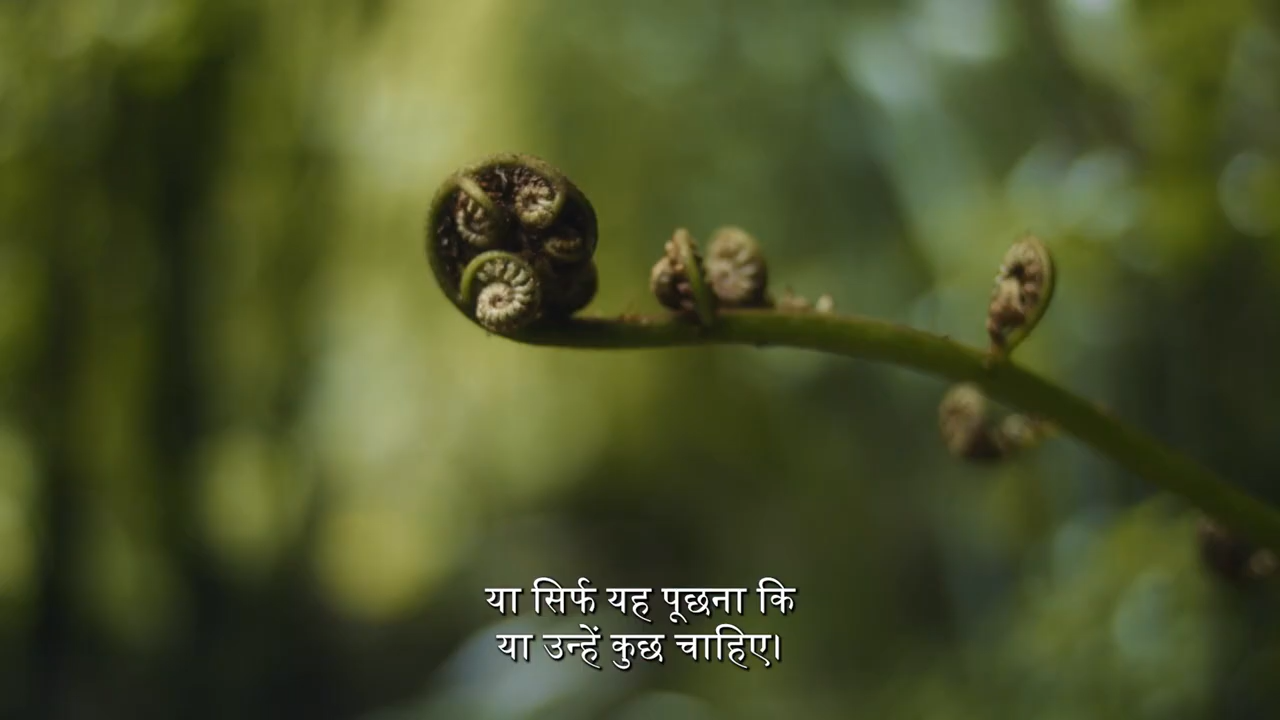 या सिर्फ यह पूछना कि
या उन्हें कुछ चाहिए।